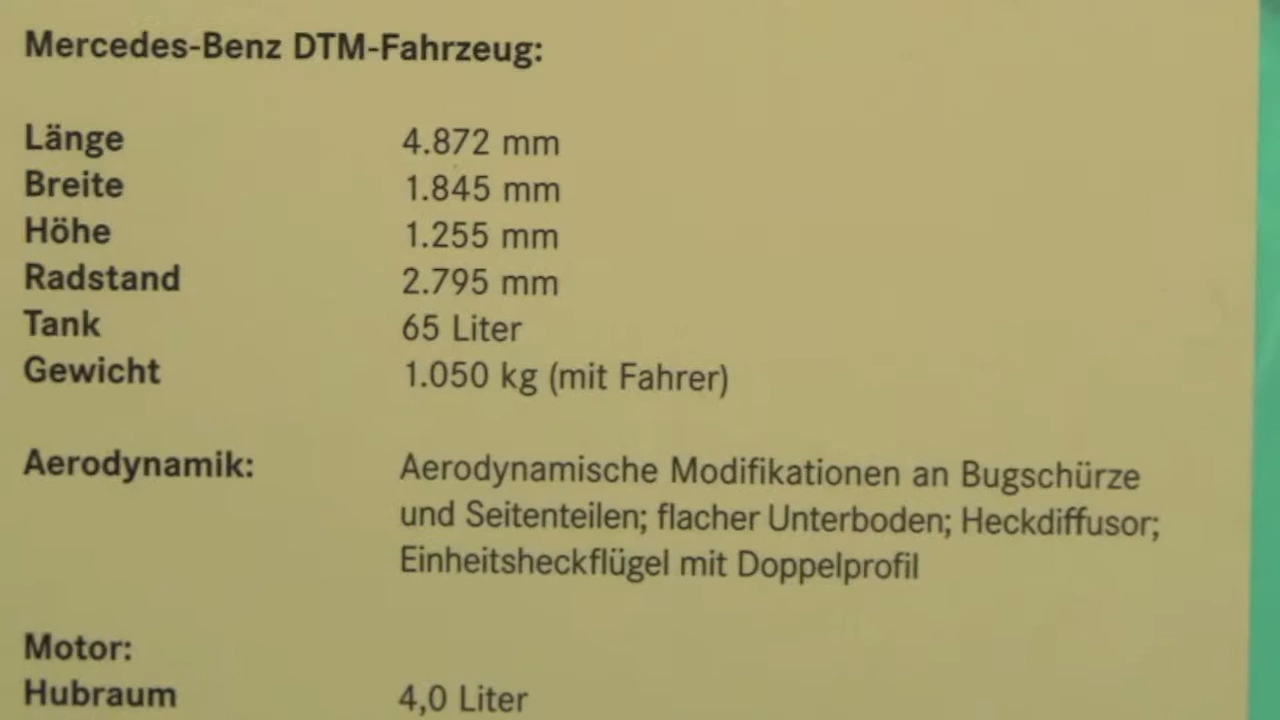 Mercedes-Benz DTM-Fahrzeug:
Länge 4.872 mm
Breite 1.845 mm
Höhe 1.255 mm
Radstand 2.795 mm
Tank 65 Liter
Gewicht 1.050 kg (mit Fahrer)
Aerodynamik: Aerodynamische Modifikationen an Bugschürze
und Seitenteilen; flacher Unterboden; Heckdiffusor;
Einheitsheckflügel mit Doppelprofil
Motor:
Hubraum 4,0 Liter